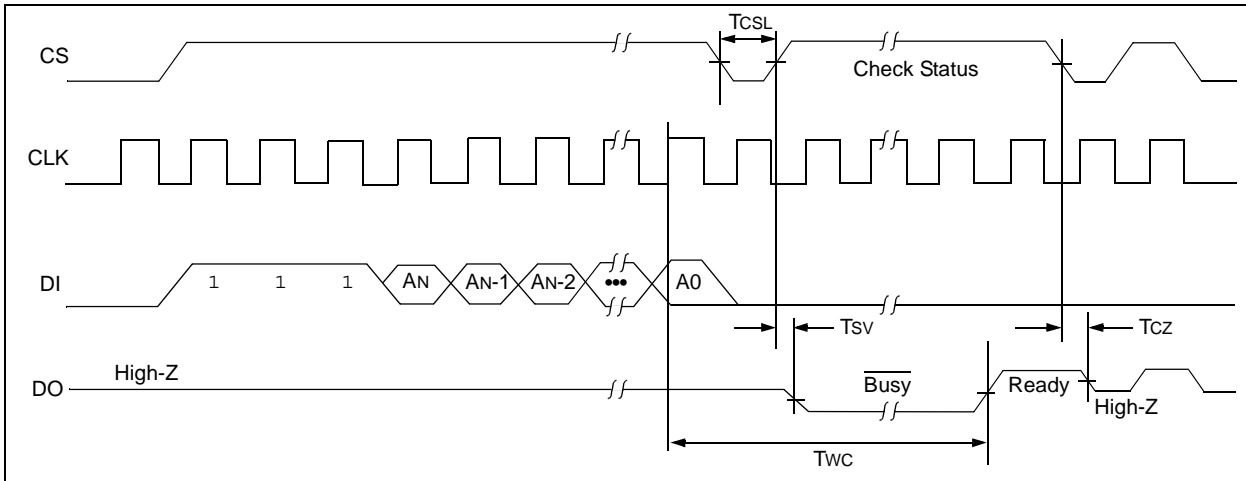 TCSL
CS
Check Status
CLK
DI
1 1 1 AN AN-1 AN-2 ••• A0
TSV
TCZ
High-Z
DO
Busy
Ready
High-Z
TWC